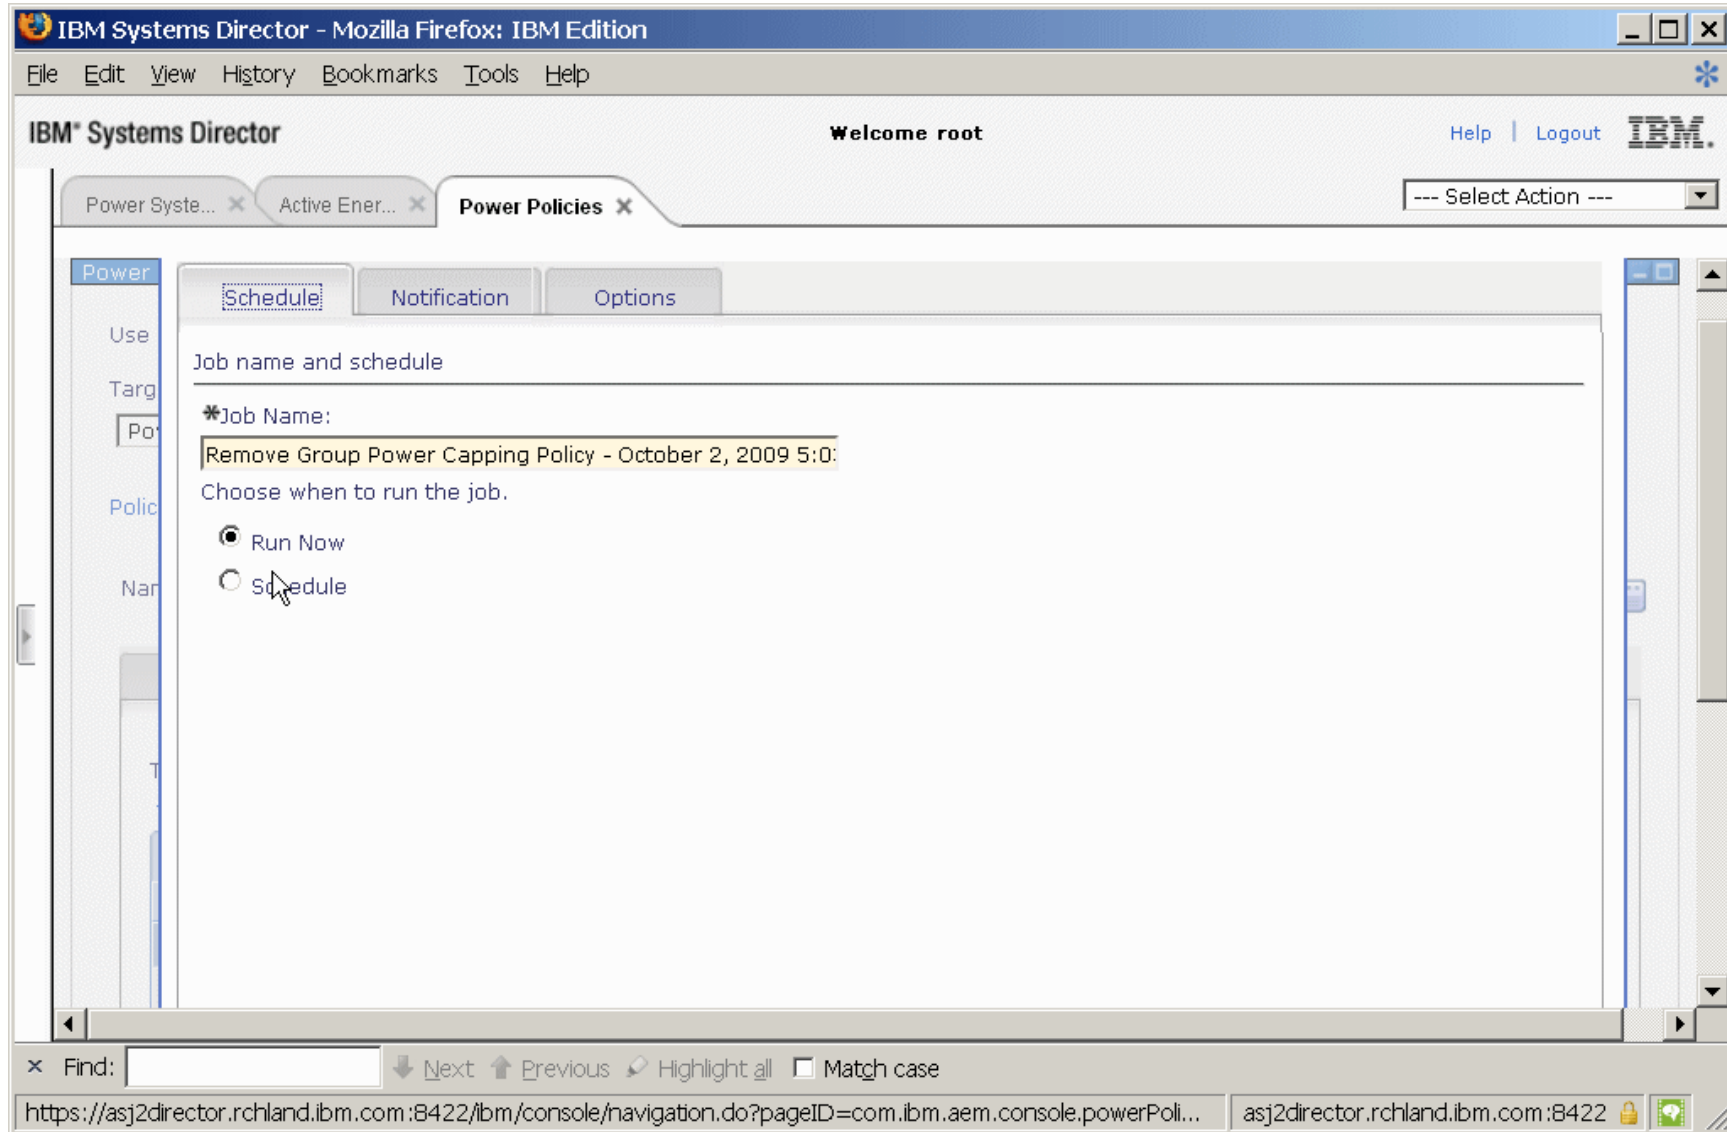 IBM Systems Director - Mozilla Firefox: IBM Edition
File Edit View History Bookmarks Tools Help
IBM® Systems Director
Welcome root
Help | Logout
IBM.
Power Syste... Active Ener... Power Policies
--- Select Action ---
Power
Schedule Notification Options
Use
Job name and schedule
Targ
*Job Name:
Po
Remove Group Power Capping Policy - October 2, 2009 5:0
Choose when to run the job.
Polic
Run Now
Schedule
Nar
T
Find: Next Previous Highlight all Match case
https://asj2director.rchland.ibm.com:8422/ibm/console/navigation.do?pageID=com.ibm.aem.console.powerPoli...
asj2director.rchland.ibm.com:8422